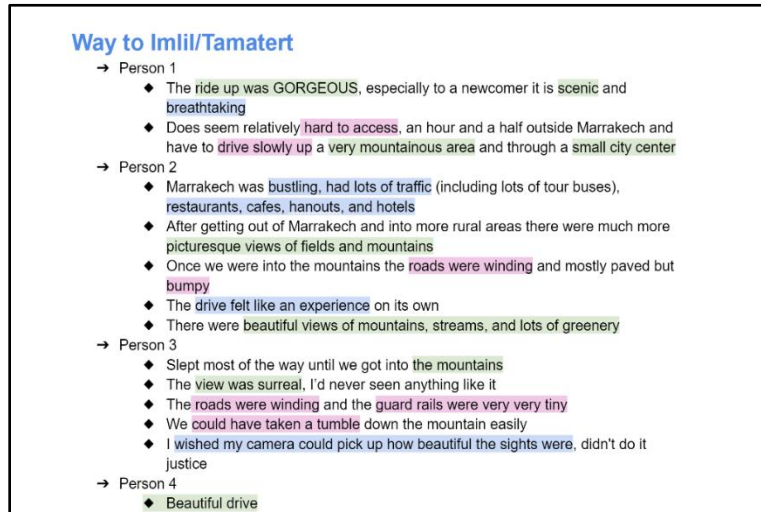 Way to Imlil/Tamatert
➔ Person 1
◆ The ride up was GORGEOUS, especially to a newcomer it is scenic and
breathtaking
◆ Does seem relatively hard to access, an hour and a half outside Marrakech and
have to drive slowly up a very mountainous area and through a small city center
➔ Person 2
◆ Marrakech was bustling, had lots of traffic (including lots of tour buses),
restaurants, cafes, hanouts, and hotels
◆ After getting out of Marrakech and into more rural areas there were much more
picturesque views of fields and mountains
◆ Once we were into the mountains the roads were winding and mostly paved but
bumpy
◆ The drive felt like an experience on its own
◆ There were beautiful views of mountains, streams, and lots of greenery
➔ Person 3
◆ Slept most of the way until we got into the mountains
◆ The view was surreal, I’d never seen anything like it
◆ The roads were winding and the guard rails were very very tiny
◆ We could have taken a tumble down the mountain easily
◆ I wished my camera could pick up how beautiful the sights were, didn't do it
justice
➔ Person 4
◆ Beautiful drive